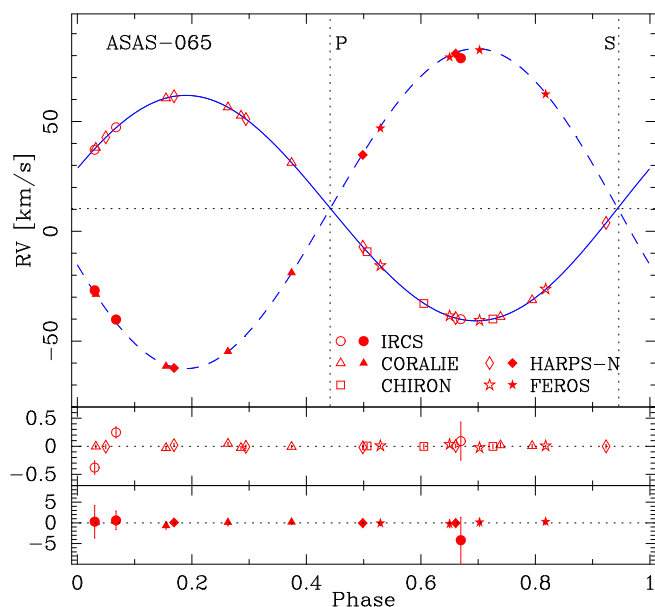 ASAS-065 P S
50
0
-50
RV [km/s]
IRCS
CORALIE HARPS-N
CHIRON FEROS
0.5
0
-0.5
5
0
-5
0 0.2 0.4 0.6 0.8 1
Phase